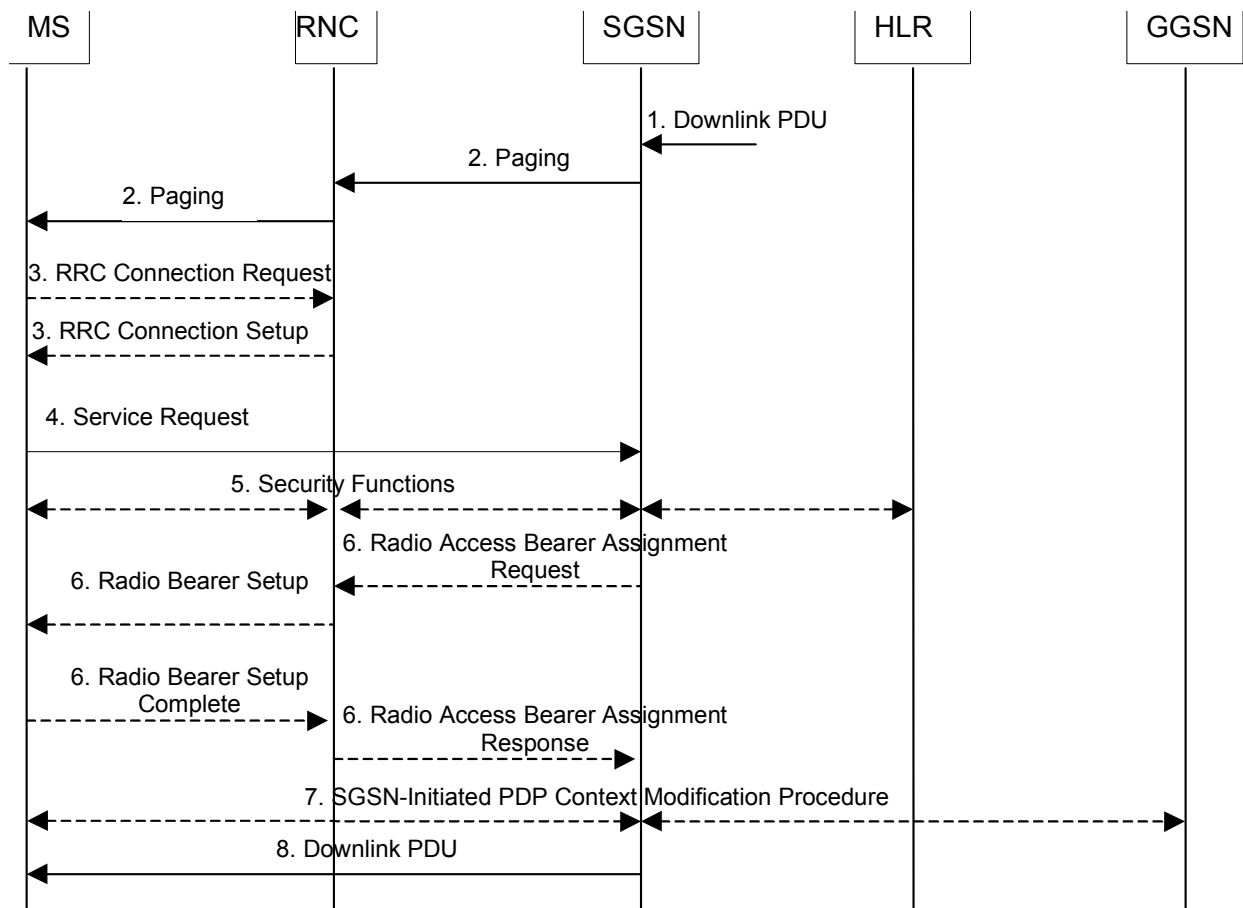 MS
RNC
SGSN
HLR
GGSN
1. Downlink PDU
2. Paging
2. Paging
3. RRC Connection Request
3. RRC Connection Setup
4. Service Request
5. Security Functions
6. Radio Access Bearer Assignment
Request
6. Radio Bearer Setup
6. Radio Bearer Setup
Complete
6. Radio Access Bearer Assignment
Response
7. SGSN-Initiated PDP Context Modification Procedure
8. Downlink PDU